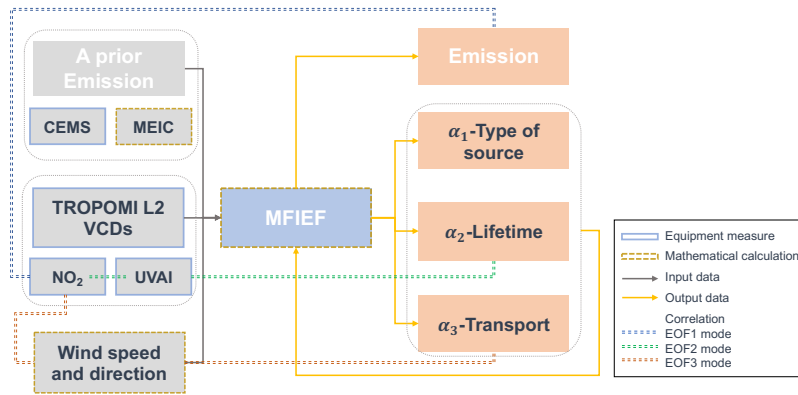 A prior
Emission
CEMS
MEIC
TROPOMI L2
VCDs
NO₂
UVAI
Wind speed
and direction
MFIEF
Emission
α₁-Type of
source
α₂-Lifetime
α₃-Transport
Equipment measure
Mathematical calculation
Input data
Output data
Correlation
EOF1 mode
EOF2 mode
EOF3 mode